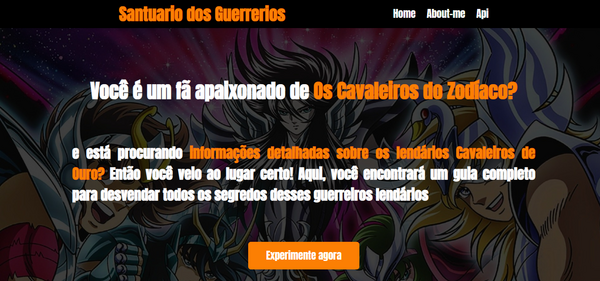 Santuario dos Guerrerios
Home About-me Api
Você é um fã apaixonado de Os Cavaleiros do Zodíaco?
e está procurando informações detalhadas sobre os lendários Cavaleiros de
Ouro? Então você veio ao lugar certo! Aqui, você encontrará um guia completo
para desvendar todos os segredos desses guerreiros lendários
Experimente agora